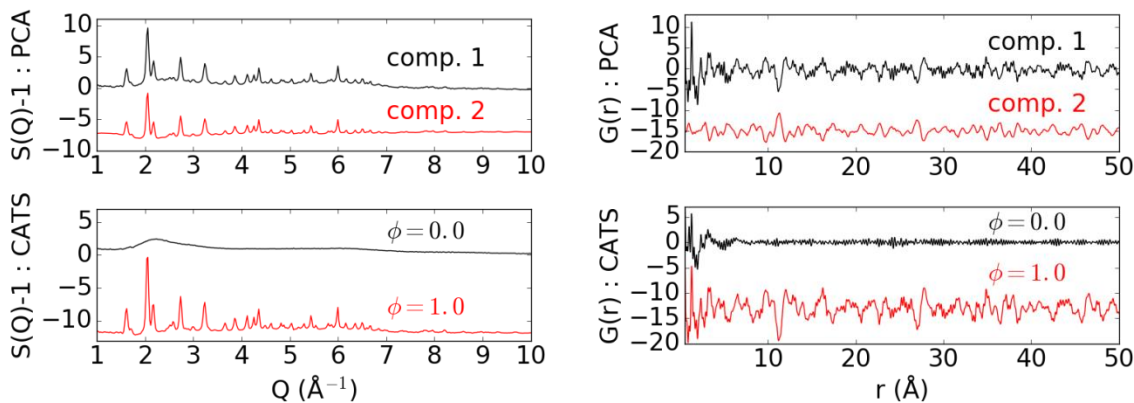 S(Q)-1 : PCA
10
5
0
−5
−10
comp. 1
comp. 2
1 2 3 4 5 6 7 8 9 10
G(r) : PCA
10
5
0
−5
−10
−15
−20
comp. 1
comp. 2
10 20 30 40 50
S(Q)-1 : CATS
5
0
−5
−10
ϕ = 0.0
ϕ = 1.0
1 2 3 4 5 6 7 8 9 10
Q (Å⁻¹)
G(r) : CATS
5
0
−5
−10
−15
−20
ϕ = 0.0
ϕ = 1.0
10 20 30 40 50
r (Å)